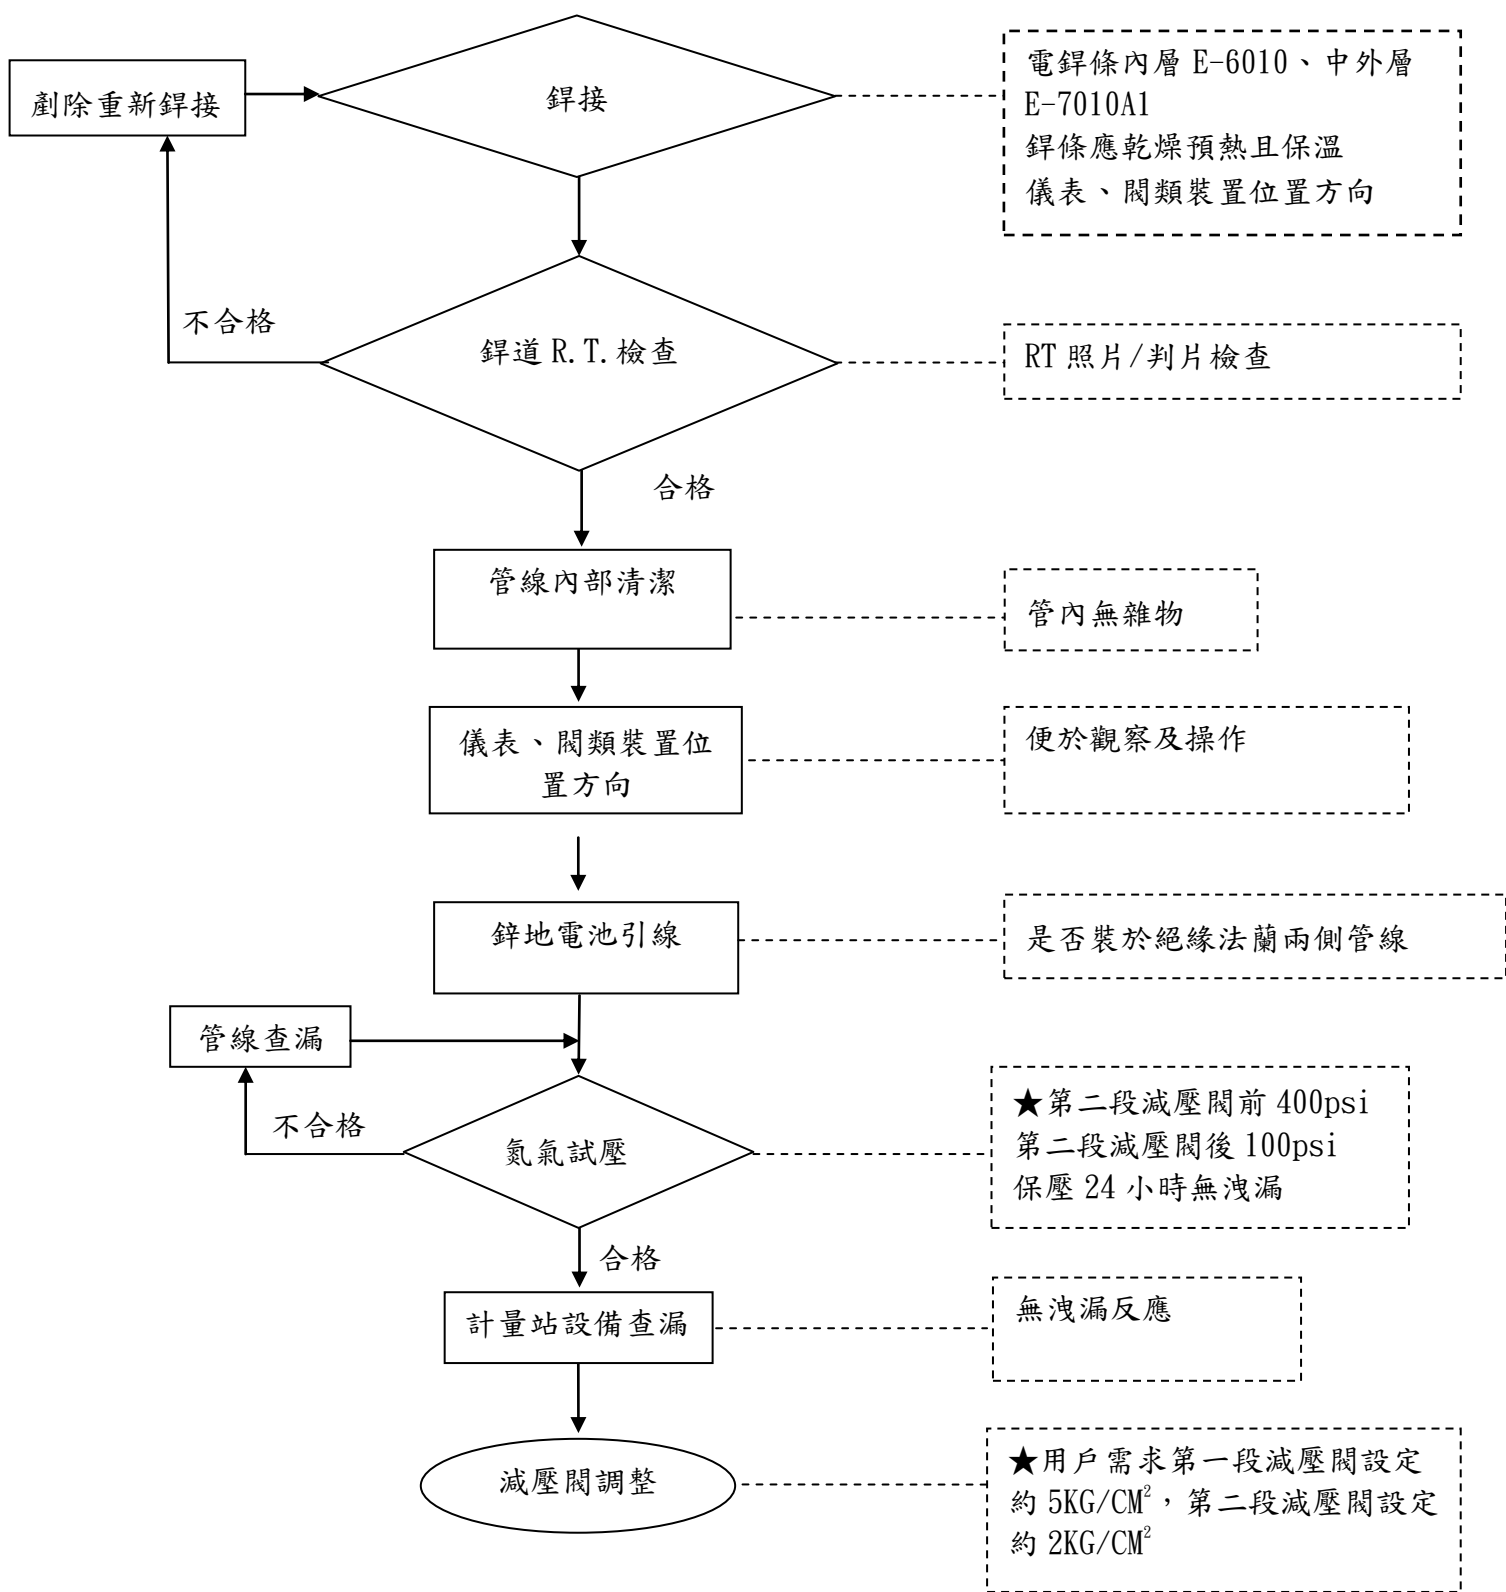 剷除重新銲接
銲接
電銲條內層 E-6010、中外層
E-7010A1
銲條應乾燥預熱且保溫
儀表、閥類裝置位置方向
不合格
銲道 R.T.檢查
RT 照片/判片檢查
合格
管線內部清潔
管內無雜物
儀表、閥類裝置位
置方向
便於觀察及操作
鋅地電池引線
是否裝於絕緣法蘭兩側管線
管線查漏
不合格
氮氣試壓
★第二段減壓閥前 400psi
第二段減壓閥後 100psi
保壓 24 小時無洩漏
合格
計量站設備查漏
無洩漏反應
減壓閥調整
★用戶需求第一段減壓閥設定
約 5KG/CM²，第二段減壓閥設定
約 2KG/CM²